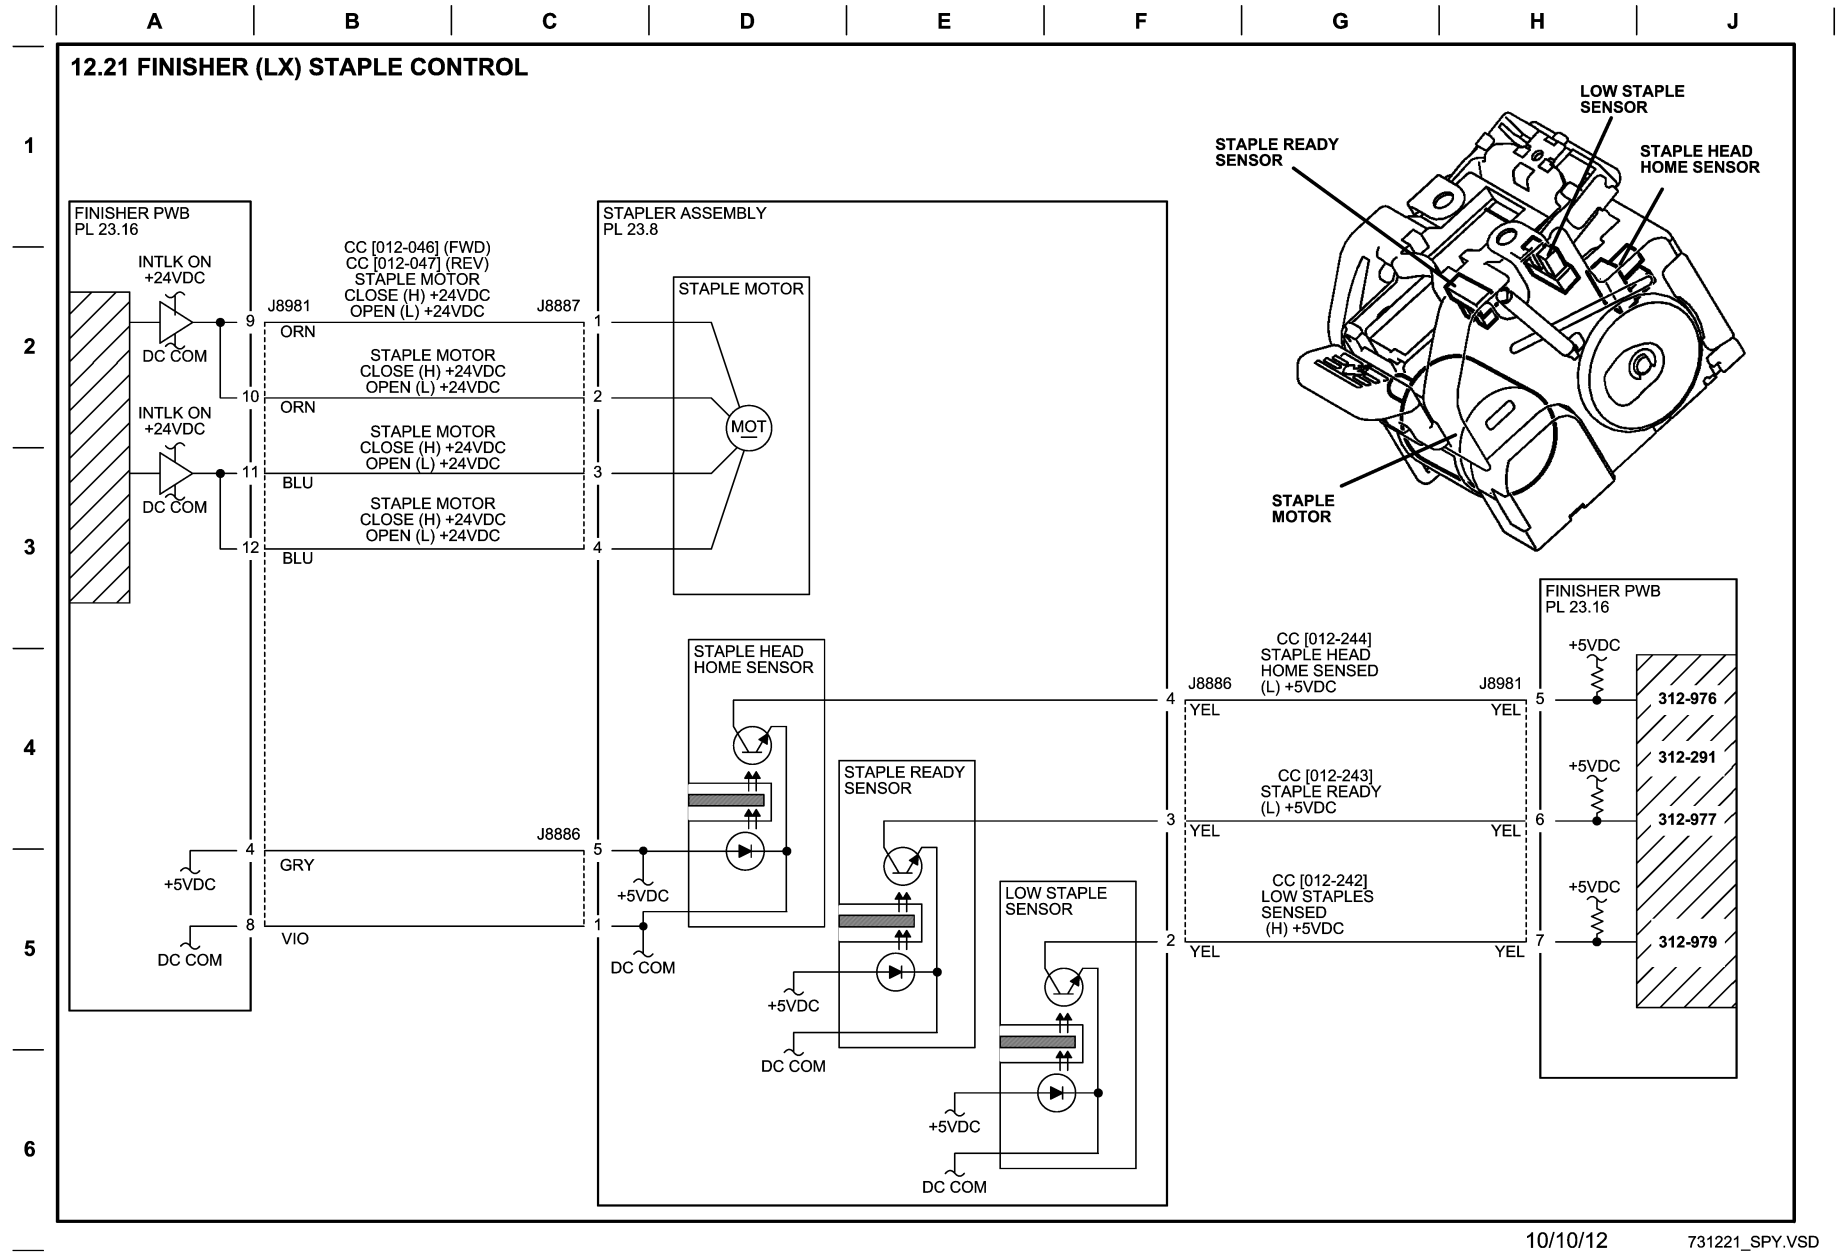 A B C D E F G H J
12.21 FINISHER (LX) STAPLE CONTROL
1
2
3
4
5
6
LOW STAPLE
SENSOR
STAPLE READY
SENSOR
STAPLE HEAD
HOME SENSOR
STAPLE
MOTOR
FINISHER PWB
PL 23.16
INTLK ON
+24VDC
DC COM
INTLK ON
+24VDC
DC COM
9
10
11
12
J8981
CC [012-046] (FWD)
CC [012-047] (REV)
STAPLE MOTOR
CLOSE (H) +24VDC
OPEN (L) +24VDC
ORN
STAPLE MOTOR
CLOSE (H) +24VDC
OPEN (L) +24VDC
ORN
STAPLE MOTOR
CLOSE (H) +24VDC
OPEN (L) +24VDC
BLU
STAPLE MOTOR
CLOSE (H) +24VDC
OPEN (L) +24VDC
BLU
J8887
1
2
3
4
STAPLER ASSEMBLY
PL 23.8
STAPLE MOTOR
MOT
+5VDC
4
GRY
J8886
5
+5VDC
DC COM
8
VIO
1
DC COM
STAPLE HEAD
HOME SENSOR
STAPLE READY
SENSOR
+5VDC
DC COM
LOW STAPLE
SENSOR
+5VDC
DC COM
4
J8886
YEL
CC [012-244]
STAPLE HEAD
HOME SENSED
(L) +5VDC
J8981
YEL
5
3
YEL
CC [012-243]
STAPLE READY
(L) +5VDC
YEL
6
2
YEL
CC [012-242]
LOW STAPLES
SENSED
(H) +5VDC
YEL
7
FINISHER PWB
PL 23.16
+5VDC
312-976
312-291
+5VDC
312-977
+5VDC
312-979
10/10/12
731221_SPY.VSD